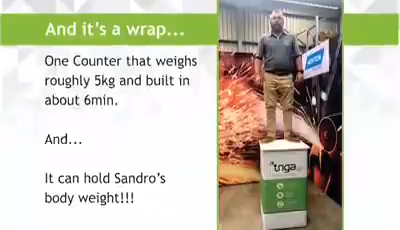 And it's a wrap...
One Counter that weighs
roughly 5kg and built in
about 6min.
And...
It can hold Sandro's
body weight!!!
triga